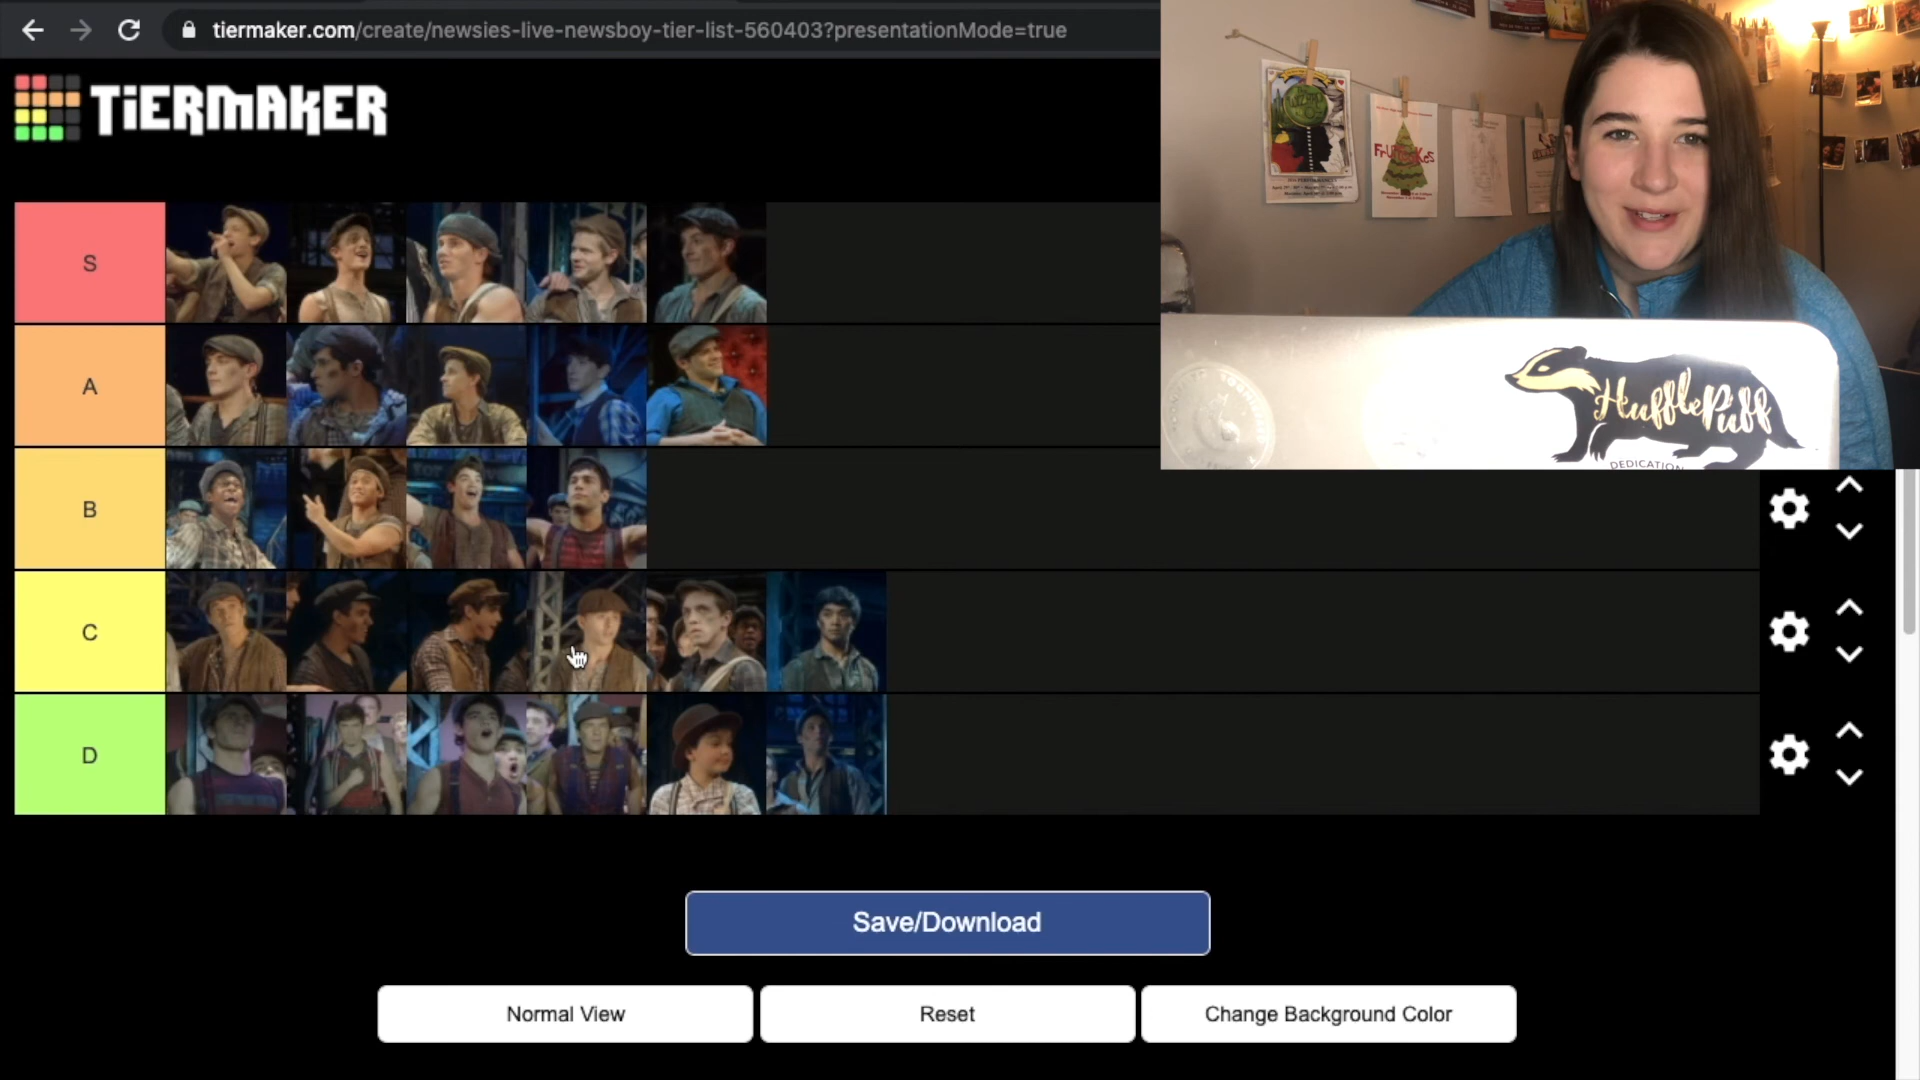 tiermaker.com/create/newsies-live-newsboy-tier-list-560403?presentationMode=true
TiERMAKER
FRUitcakes
HufflePuff
DEDICATION
S
A
B
C
D
Save/Download
Normal View
Reset
Change Background Color